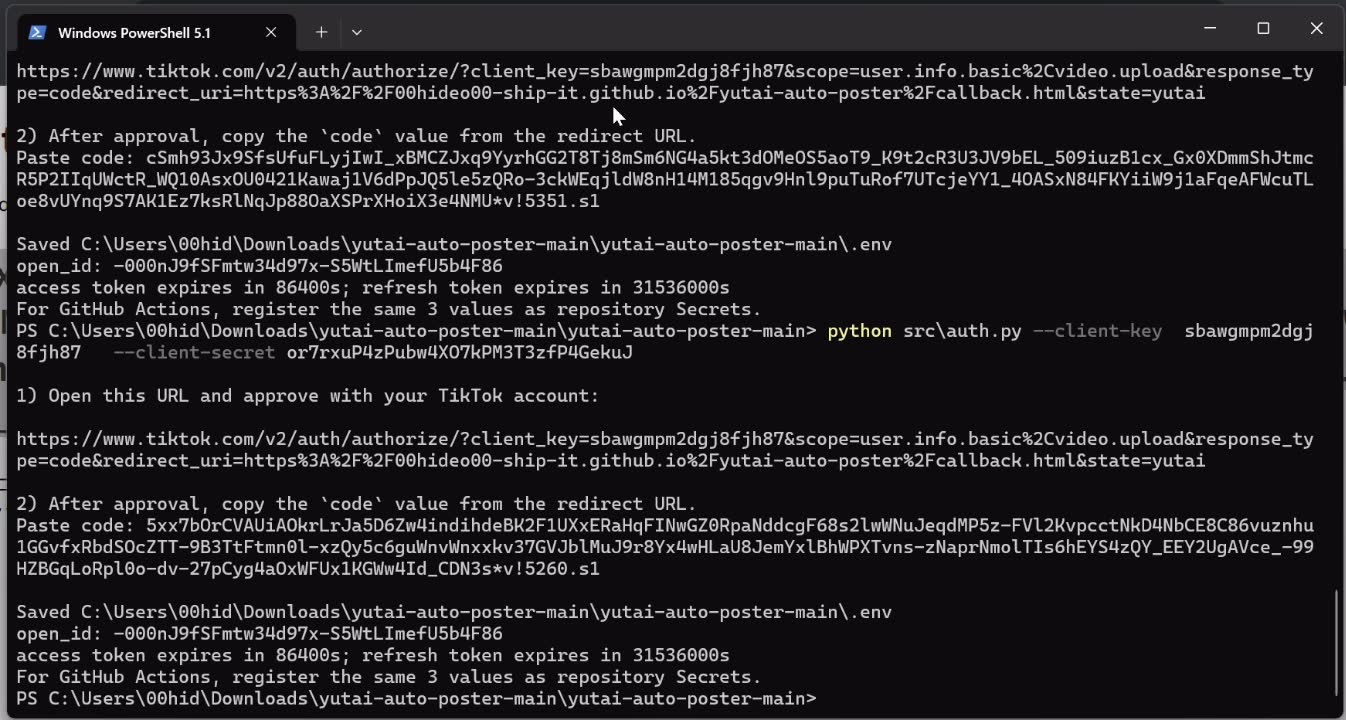 Windows PowerShell 5.1
https://www.tiktok.com/v2/auth/authorize/?client_key=sbawgmpm2dgj8fjh87&scope=user.info.basic%2Cvideo.upload&response_ty
pe=code&redirect_uri=https%3A%2F%2F00hideo00-ship-it.github.io%2Fyutai-auto-poster%2Fcallback.html&state=yutai
2) After approval, copy the `code` value from the redirect URL.
Paste code: cSmh93Jx9SfsUfuFLyjIwI_xBMCZJxq9YyrhGG2T8Tj8mSm6NG4a5kt3dOMeOS5aoT9_K9t2cR3U3JV9bEL_509iuzB1cx_Gx0XDmmShJtmc
R5P2IIqUWctR_WQ10AsxOU0421Kawaj1V6dPpJQ5le5zQRo-3ckWEqjldW8nH14M185qgv9Hnl9puTuRof7UTcjeYY1_4OASxN84FKYiiW9j1aFqeAFWcuTL
oe8vUYnq9S7AK1Ez7ksRlNqJp88OaXSPrXHoiX3e4NMU*v!5351.s1
Saved C:\Users\00hid\Downloads\yutai-auto-poster-main\yutai-auto-poster-main\.env
open_id: -000nJ9fSFmtw34d97x-S5WtLImefU5b4F86
access token expires in 86400s; refresh token expires in 31536000s
For GitHub Actions, register the same 3 values as repository Secrets.
PS C:\Users\00hid\Downloads\yutai-auto-poster-main\yutai-auto-poster-main> python src\auth.py --client-key  sbawgmpm2dgj
8fjh87   --client-secret or7rxuP4zPubw4XO7kPM3T3zfP4GekuJ
1) Open this URL and approve with your TikTok account:
https://www.tiktok.com/v2/auth/authorize/?client_key=sbawgmpm2dgj8fjh87&scope=user.info.basic%2Cvideo.upload&response_ty
pe=code&redirect_uri=https%3A%2F%2F00hideo00-ship-it.github.io%2Fyutai-auto-poster%2Fcallback.html&state=yutai
2) After approval, copy the `code` value from the redirect URL.
Paste code: 5xx7bOrCVAUiAOkrLrJa5D6Zw4indihdeBK2F1UXxERaHqFINwGZ0RpaNddcgF68s2lwWNuJeqdMP5z-FVl2KvpcctNkD4NbCE8C86vuznhu
1GGvfxRbdSOcZTT-9B3TtFtmn0l-xzQy5c6guWnvWnxxkv37GVJblMuJ9r8Yx4wHLaU8JemYxlBhWPXTvns-zNaprNmolTIs6hEYS4zQY_EEY2UgAVce_-99
HZBGqLoRpl0o-dv-27pCyg4aOxWFUx1KGWw4Id_CDN3s*v!5260.s1
Saved C:\Users\00hid\Downloads\yutai-auto-poster-main\yutai-auto-poster-main\.env
open_id: -000nJ9fSFmtw34d97x-S5WtLImefU5b4F86
access token expires in 86400s; refresh token expires in 31536000s
For GitHub Actions, register the same 3 values as repository Secrets.
PS C:\Users\00hid\Downloads\yutai-auto-poster-main\yutai-auto-poster-main>